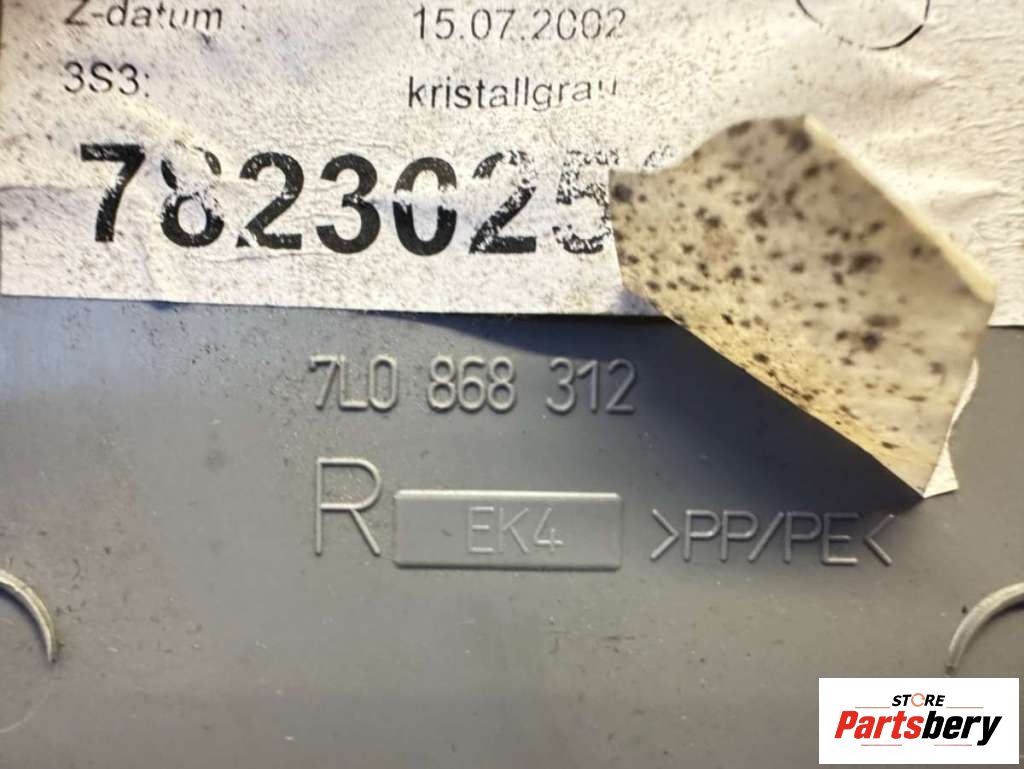 Z-datum : 15.07.2002
3S3: kristallgrau
7823025
7L0 868 312
R EK4 >PP/PE<
STORE
Partsbery